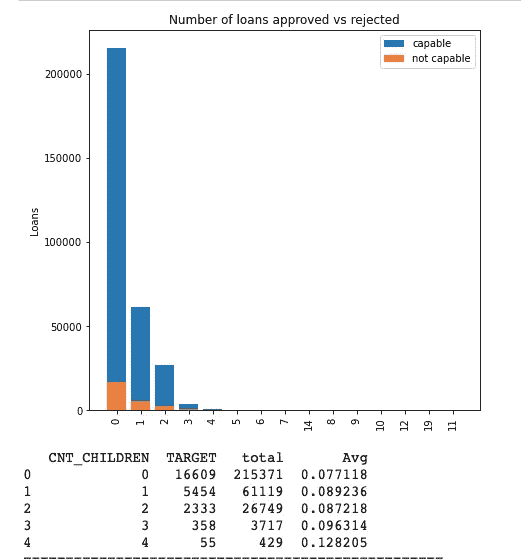 Number of loans approved vs rejected
capable
not capable
200000
150000
100000
50000
0
Loans
0 1 2 3 4 5 6 7 14 8 9 10 12 19 11
CNT_CHILDREN TARGET total Avg
0 0 16609 215371 0.077118
1 1 5454 61119 0.089236
2 2 2333 26749 0.087218
3 3 358 3717 0.096314
4 4 55 429 0.128205